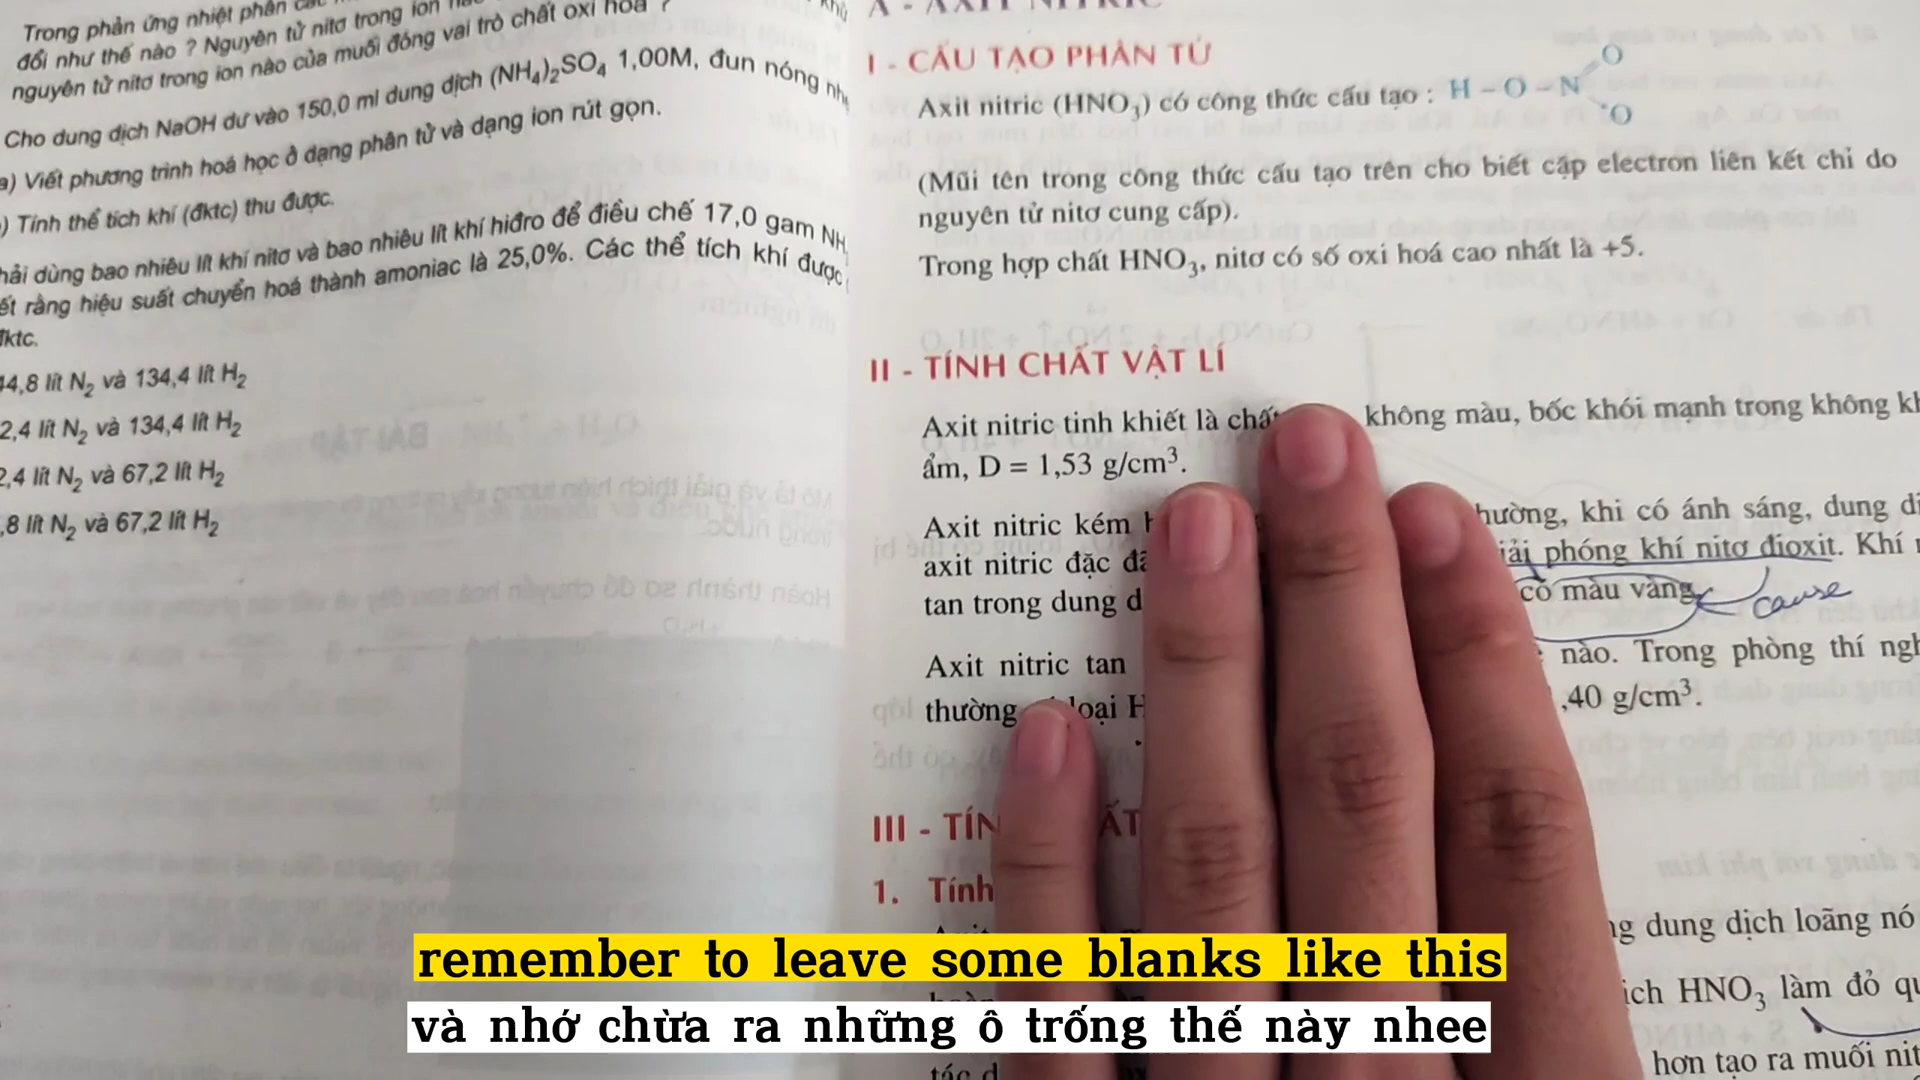 Trong phản ứng nhiệt phân các
đổi như thế nào ? Nguyên tử nitơ trong ion nào
nguyên tử nitơ trong ion nào của muối đóng vai trò chất oxi hoá ?
Cho dung dịch NaOH dư vào 150,0 ml dung dịch (NH4)2SO4 1,00M, đun nóng nhẹ
a) Viết phương trình hoá học ở dạng phân tử và dạng ion rút gọn.
) Tính thể tích khí (đktc) thu được.
hải dùng bao nhiêu lít khí nitơ và bao nhiêu lít khí hiđro để điều chế 17,0 gam NH
ết rằng hiệu suất chuyển hoá thành amoniac là 25,0%. Các thể tích khí được
đktc.
44,8 lít N2 và 134,4 lít H2
2,4 lít N2 và 134,4 lít H2
2,4 lít N2 và 67,2 lít H2
,8 lít N2 và 67,2 lít H2
A - AXIT NITRIC
I - CẤU TẠO PHÂN TỬ
Axit nitric (HNO3) có công thức cấu tạo : H – O – N O O
(Mũi tên trong công thức cấu tạo trên cho biết cặp electron liên kết chỉ do
nguyên tử nitơ cung cấp).
Trong hợp chất HNO3, nitơ có số oxi hoá cao nhất là +5.
II - TÍNH CHẤT VẬT LÍ
Axit nitric tinh khiết là chất không màu, bốc khói mạnh trong không kh
ẩm, D = 1,53 g/cm3.
Axit nitric kém hường, khi có ánh sáng, dung dị
axit nitric đặc đã iải phóng khí nitơ đioxit. Khí
tan trong dung d có màu vàng. cause
Axit nitric tan nào. Trong phòng thí ngh
thường loại H ,40 g/cm3.
III - TÍN ẤT
1. Tính
ng dung dịch loãng nó
ịch HNO3 làm đỏ qu
hơn tạo ra muối nit
tác d
remember to leave some blanks like this
và nhớ chừa ra những ô trống thế này nhee